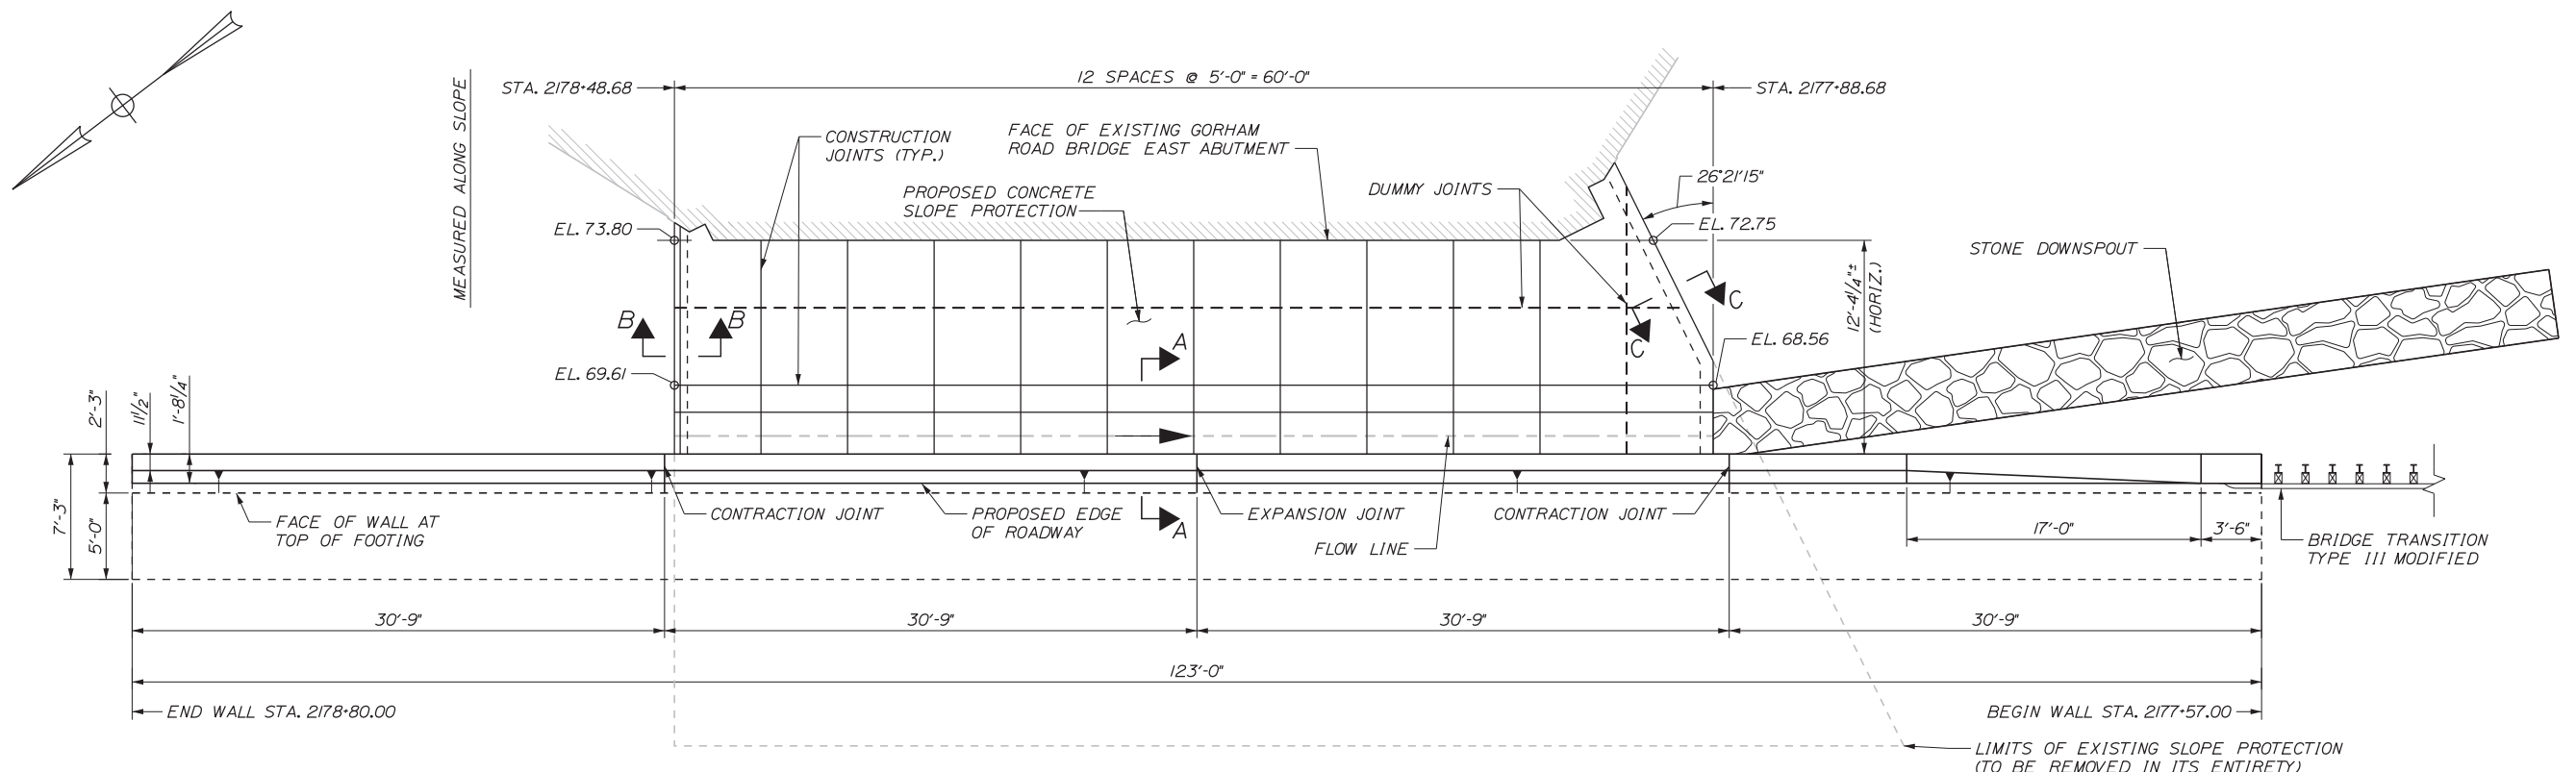 12 SPACES @ 5'-0" = 60'-0"
STA. 2178+48.68
STA. 2177+88.68
MEASURED ALONG SLOPE
CONSTRUCTION
JOINTS (TYP.)
FACE OF EXISTING GORHAM
ROAD BRIDGE EAST ABUTMENT
PROPOSED CONCRETE
SLOPE PROTECTION
DUMMY JOINTS
26°21'15"
EL. 73.80
EL. 72.75
STONE DOWNSPOUT
12'-4 1/4"±
(HORIZ.)
B
B
C
C
A
EL. 68.56
EL. 69.61
2'-3"
11 1/2"
1'-8 1/4"
7'-3"
5'-0"
FACE OF WALL AT
TOP OF FOOTING
CONTRACTION JOINT
PROPOSED EDGE
OF ROADWAY
A
EXPANSION JOINT
FLOW LINE
CONTRACTION JOINT
17'-0"
3'-6"
BRIDGE TRANSITION
TYPE III MODIFIED
30'-9"
30'-9"
30'-9"
30'-9"
123'-0"
END WALL STA. 2178+80.00
BEGIN WALL STA. 2177+57.00
LIMITS OF EXISTING SLOPE PROTECTION
(TO BE REMOVED IN ITS ENTIRETY)